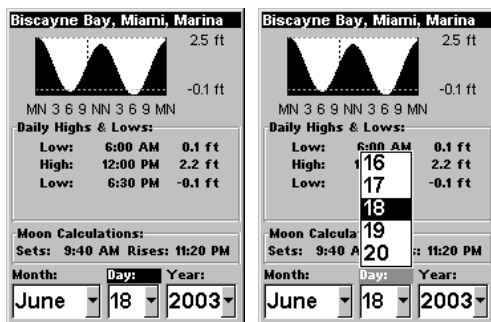 Biscayne Bay, Miami, Marina
2.5 ft
-0.1 ft
MN 3 6 9 NN 3 6 9 MN
Daily Highs & Lows:
Low: 6:00 AM 0.1 ft
High: 12:00 PM 2.2 ft
Low: 6:30 PM -0.1 ft
Moon Calculations:
Sets: 9:40 AM Rises: 11:20 PM
Month: Day: Year:
June 18 2003
Biscayne Bay, Miami, Marina
2.5 ft
-0.1 ft
MN 3 6 9 NN 3 6 9 MN
Daily Highs & Lows:
Low: 6:00 AM 0.1 ft
High: 1 2.2 ft
Low: -0.1 ft
16
17
18
19
20
Moon Calcula
Sets: 9:40 A s: 11:20 PM
Month: Day: Year:
June 18 2003